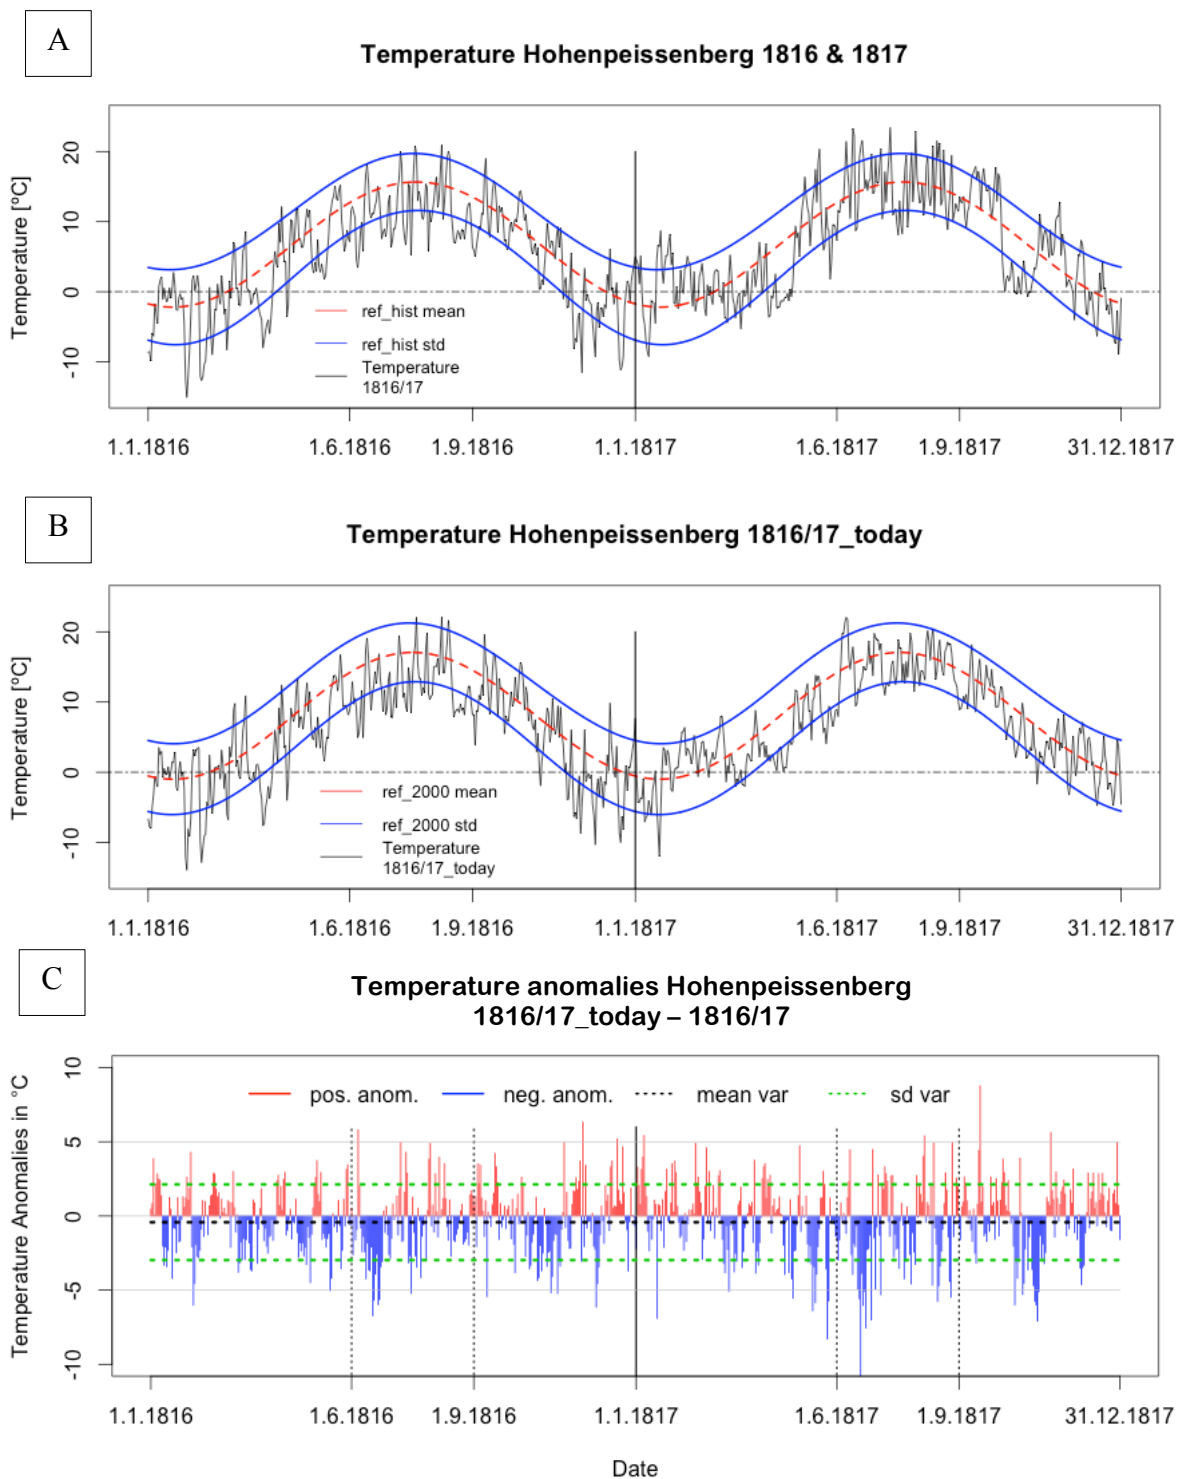 A
Temperature Hohenpeissenberg 1816 & 1817
Temperature [ºC]
20
10
0
-10
ref_hist mean
ref_hist std
Temperature
1816/17
1.1.1816
1.6.1816
1.9.1816
1.1.1817
1.6.1817
1.9.1817
31.12.1817
B
Temperature Hohenpeissenberg 1816/17_today
Temperature [ºC]
20
10
0
-10
ref_2000 mean
ref_2000 std
Temperature
1816/17_today
1.1.1816
1.6.1816
1.9.1816
1.1.1817
1.6.1817
1.9.1817
31.12.1817
C
Temperature anomalies Hohenpeissenberg
1816/17_today – 1816/17
Temperature Anomalies in °C
10
5
0
-5
-10
pos. anom.
neg. anom.
mean var
sd var
1.1.1816
1.6.1816
1.9.1816
1.1.1817
1.6.1817
1.9.1817
31.12.1817
Date